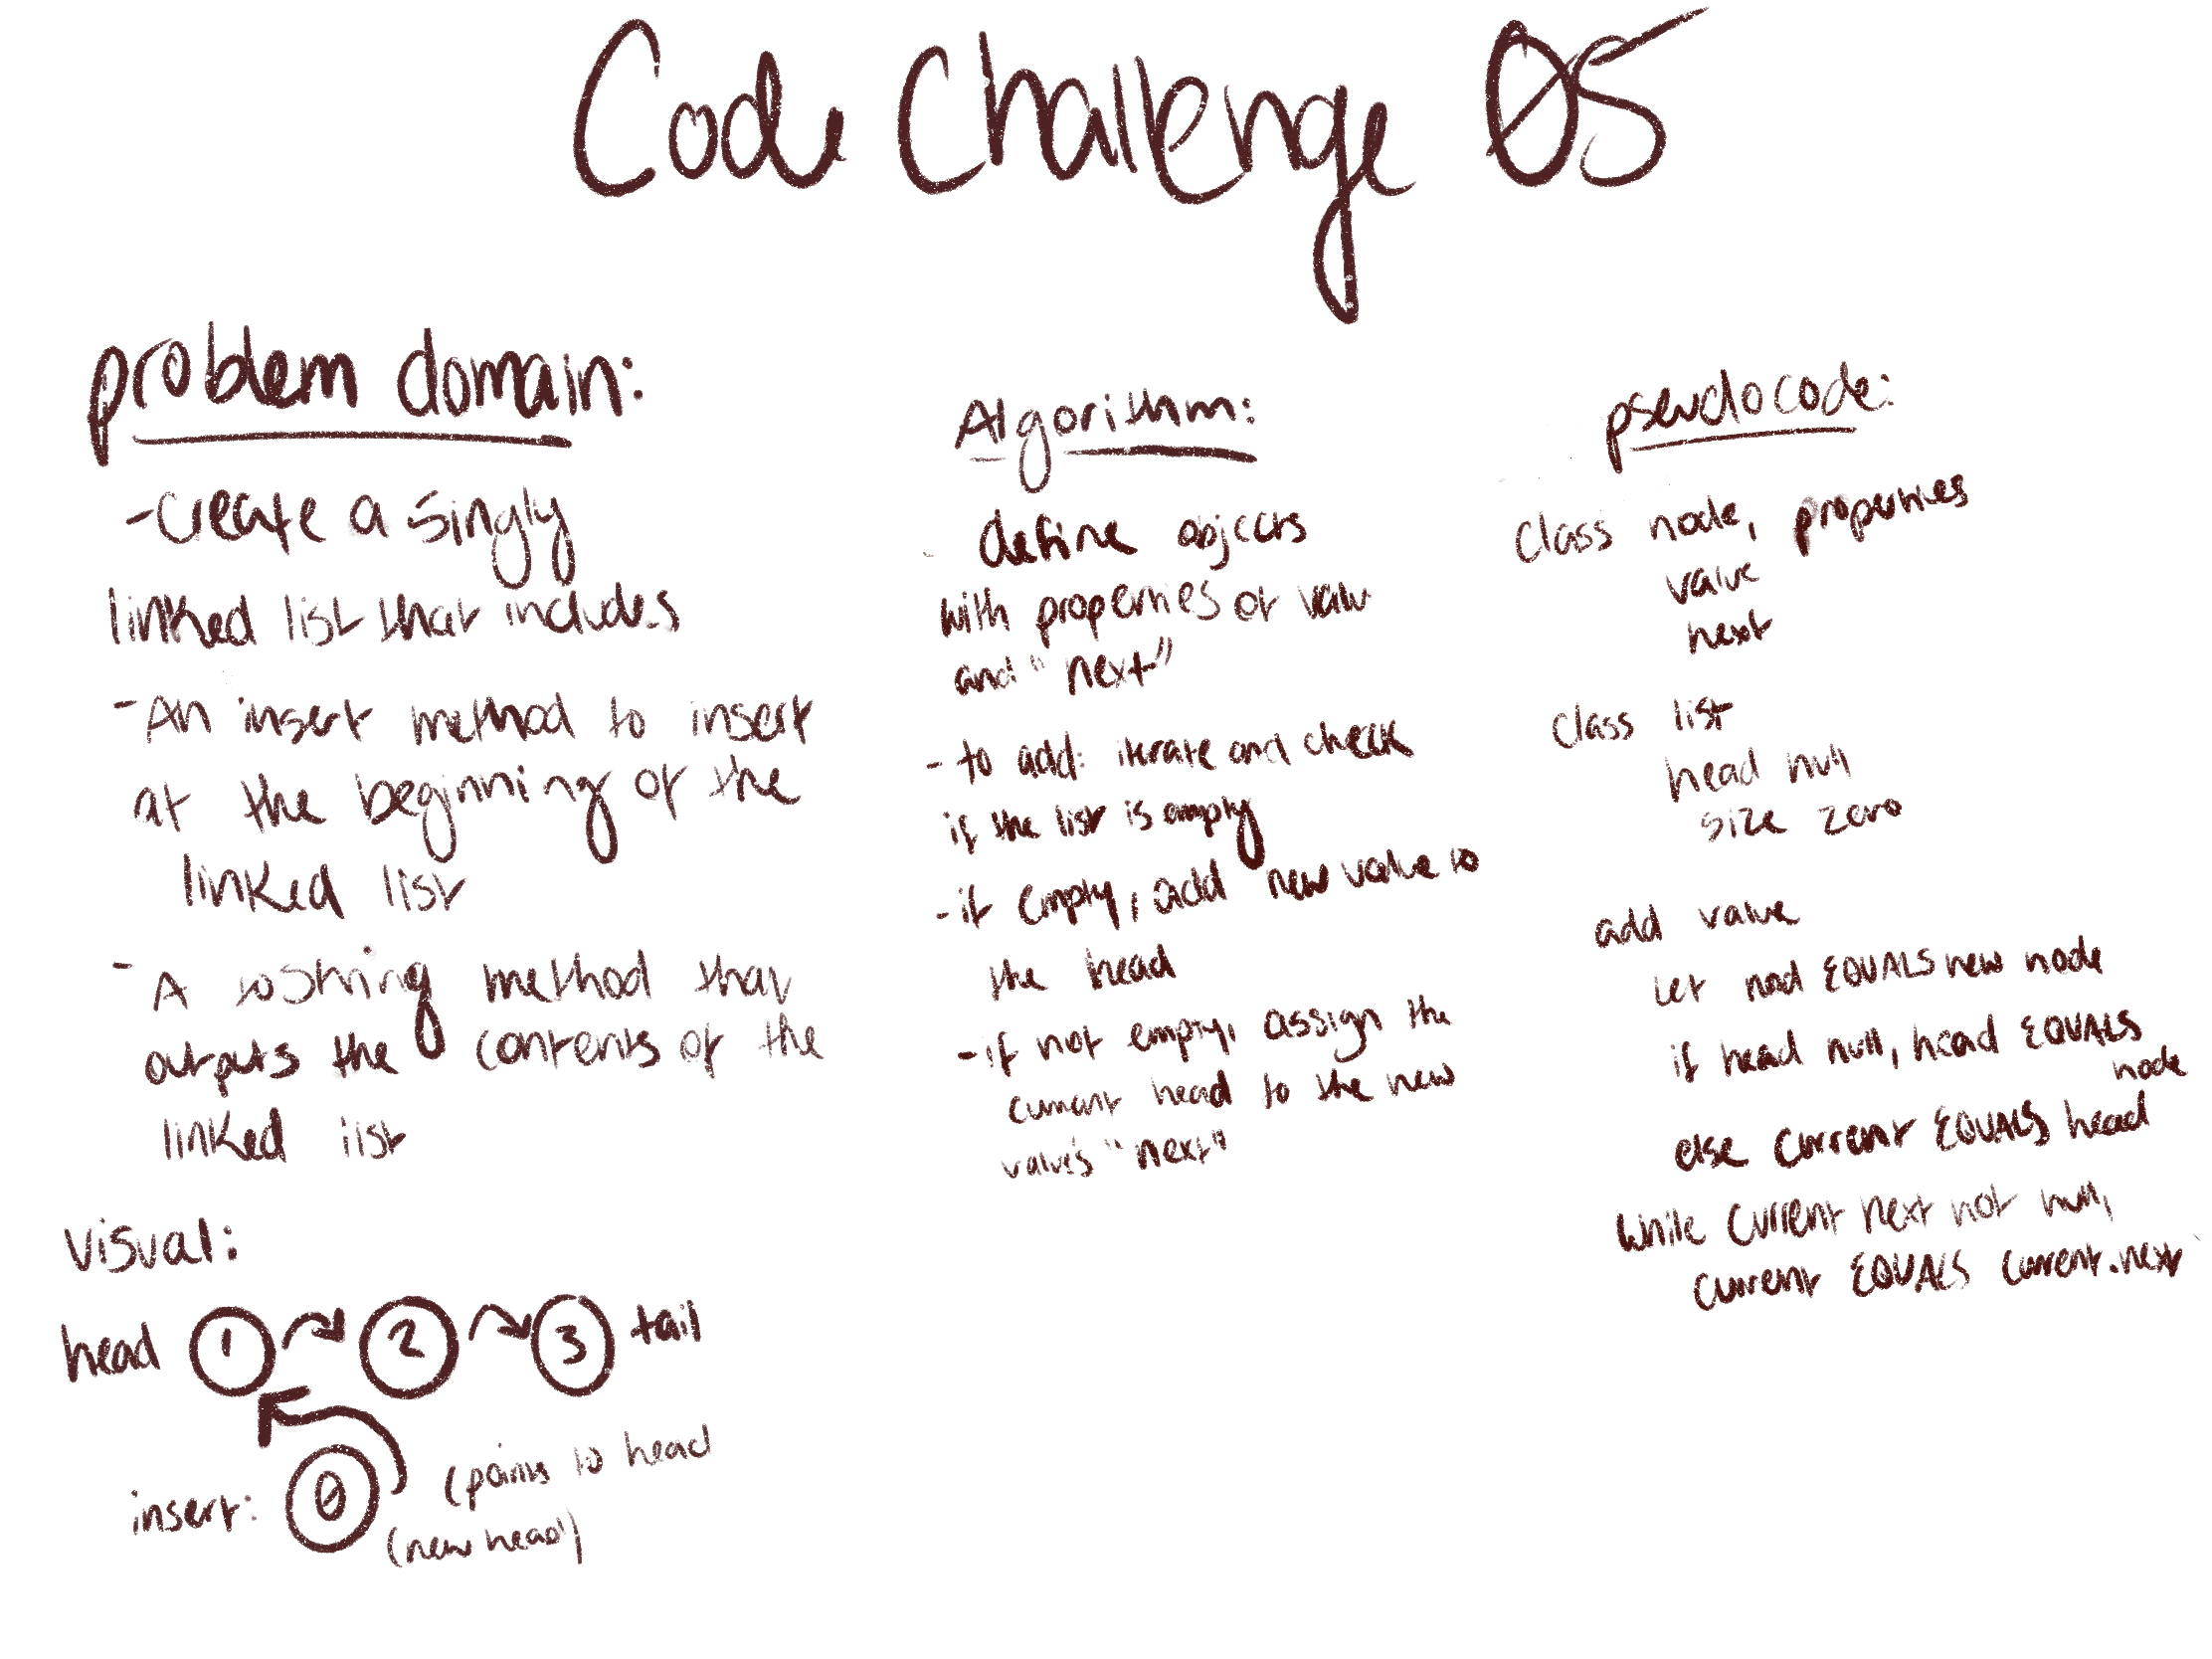 Code Challenge 05
problem domain:
- Create a singly
linked list that includes
- An insert method to insert
at the beginning of the
linked list
- A toString method that
outputs the contents of the
linked list
visual:
head 1 2 3 tail
insert: 0 (points to head
(new head)
Algorithm:
- define objects
with properties of value
and "next"
- to add: iterate and check
if the list is empty
- if empty, add new value to
the head
- if not empty, assign the
current head to the new
values "next"
pseudocode:
Class node, properties
value
next
class list
head null
size zero
add value
let nod EQUALS new node
if head null, head EQUALS
node
else current EQUALS head
while current next not null,
current EQUALS current.next